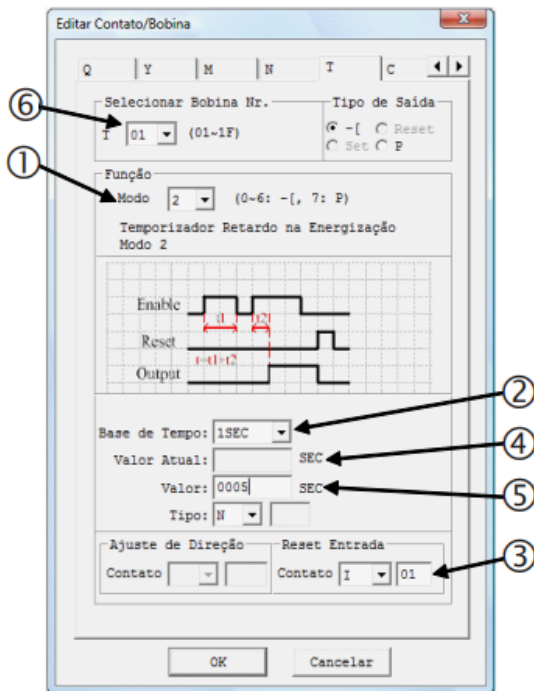 Editar Contato/Bobina
Q Y M N T C
Selecionar Bobina Nr.
T 01 (01~1F)
Tipo de Saída
-[ Reset
Set P
Função
Modo 2 (0~6: -[, 7: P)
Temporizador Retardo na Energização
Modo 2
Enable
t1 t2
Reset
t=t1+t2
Output
Base de Tempo: 1SEC
Valor Atual: SEC
Valor: 0005 SEC
Tipo: N
Ajuste de Direção
Contato
Reset Entrada
Contato I 01
OK Cancelar
6
1
2
4
5
3